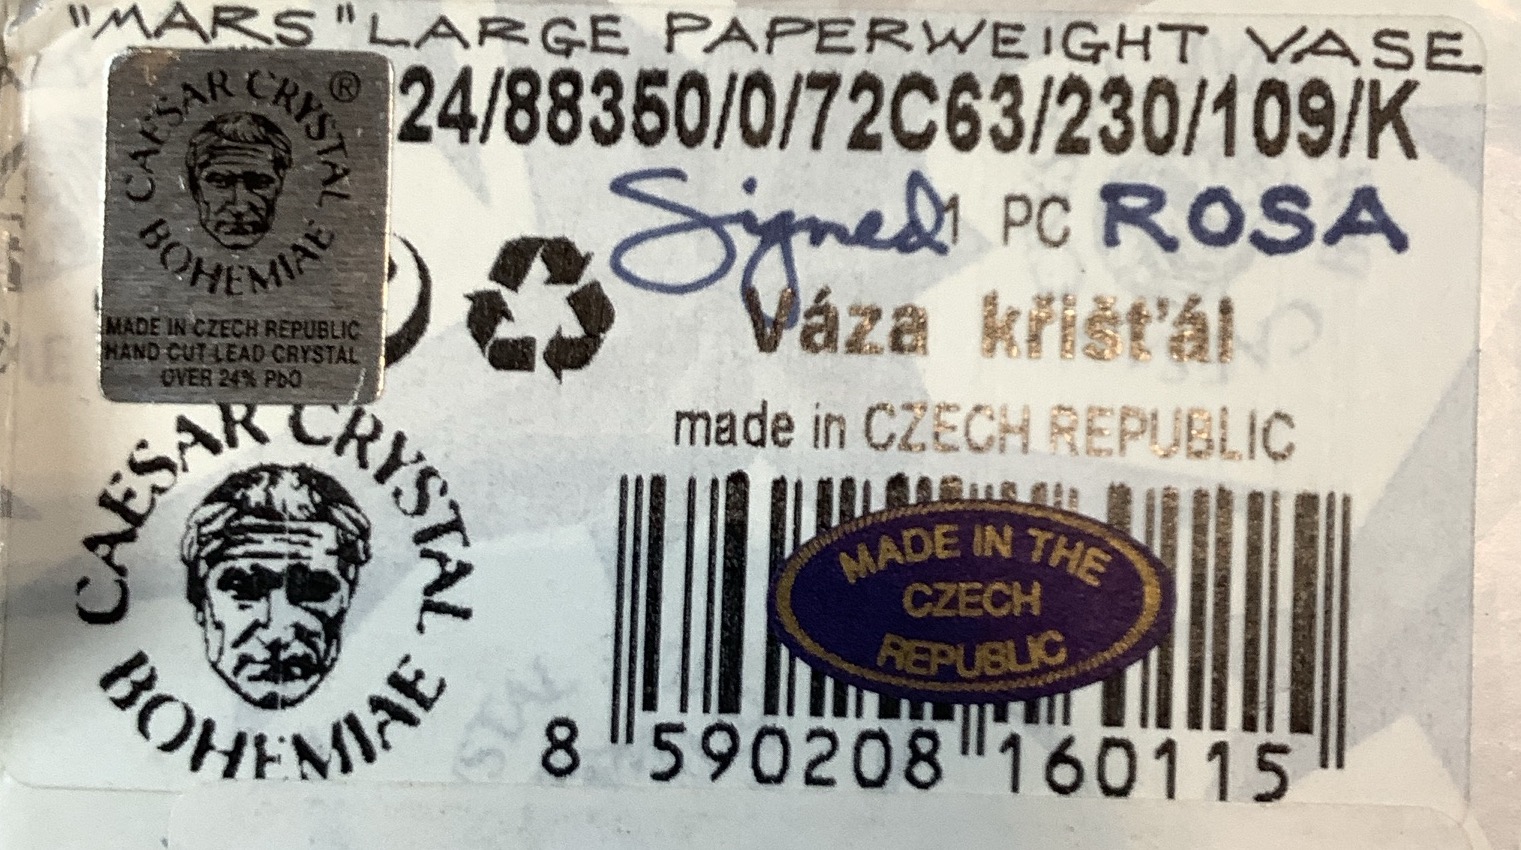 "MARS" LARGE PAPERWEIGHT VASE
CAESAR CRYSTAL ®
BOHEMIAE
MADE IN CZECH REPUBLIC
HAND CUT LEAD CRYSTAL
OVER 24% PbO
24/88350/0/72C63/230/109/K
Signed 1 PC ROSA
Váza křišťál
made in CZECH REPUBLIC
CAESAR CRYSTAL
BOHEMIAE
MADE IN THE
CZECH
REPUBLIC
8 590208 160115